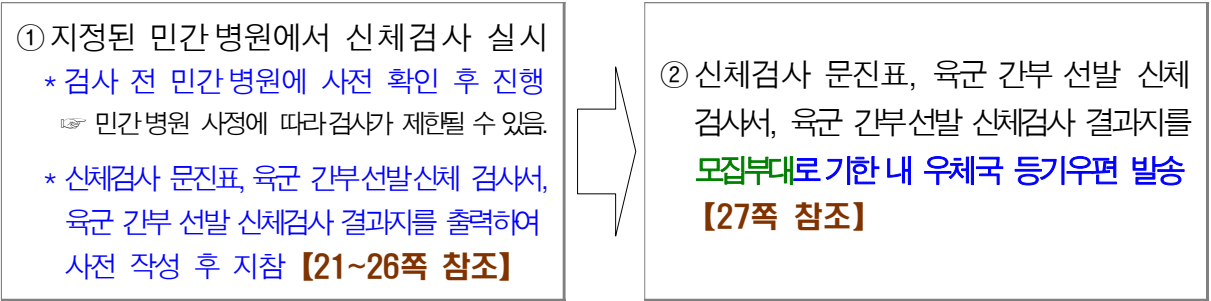 ① 지정된 민간 병원에서 신체검사 실시
* 검사 전 민간 병원에 사전 확인 후 진행
☞ 민간 병원 사정에 따라 검사가 제한될 수 있음.
* 신체검사 문진표, 육군 간부선발신체 검사서,
육군 간부 선발 신체검사 결과지를 출력하여
사전 작성 후 지참【21~26쪽 참조】
② 신체검사 문진표, 육군 간부 선발 신체
검사서, 육군 간부선발 신체검사 결과지를
모집부대로 기한 내 우체국 등기우편 발송
【27쪽 참조】